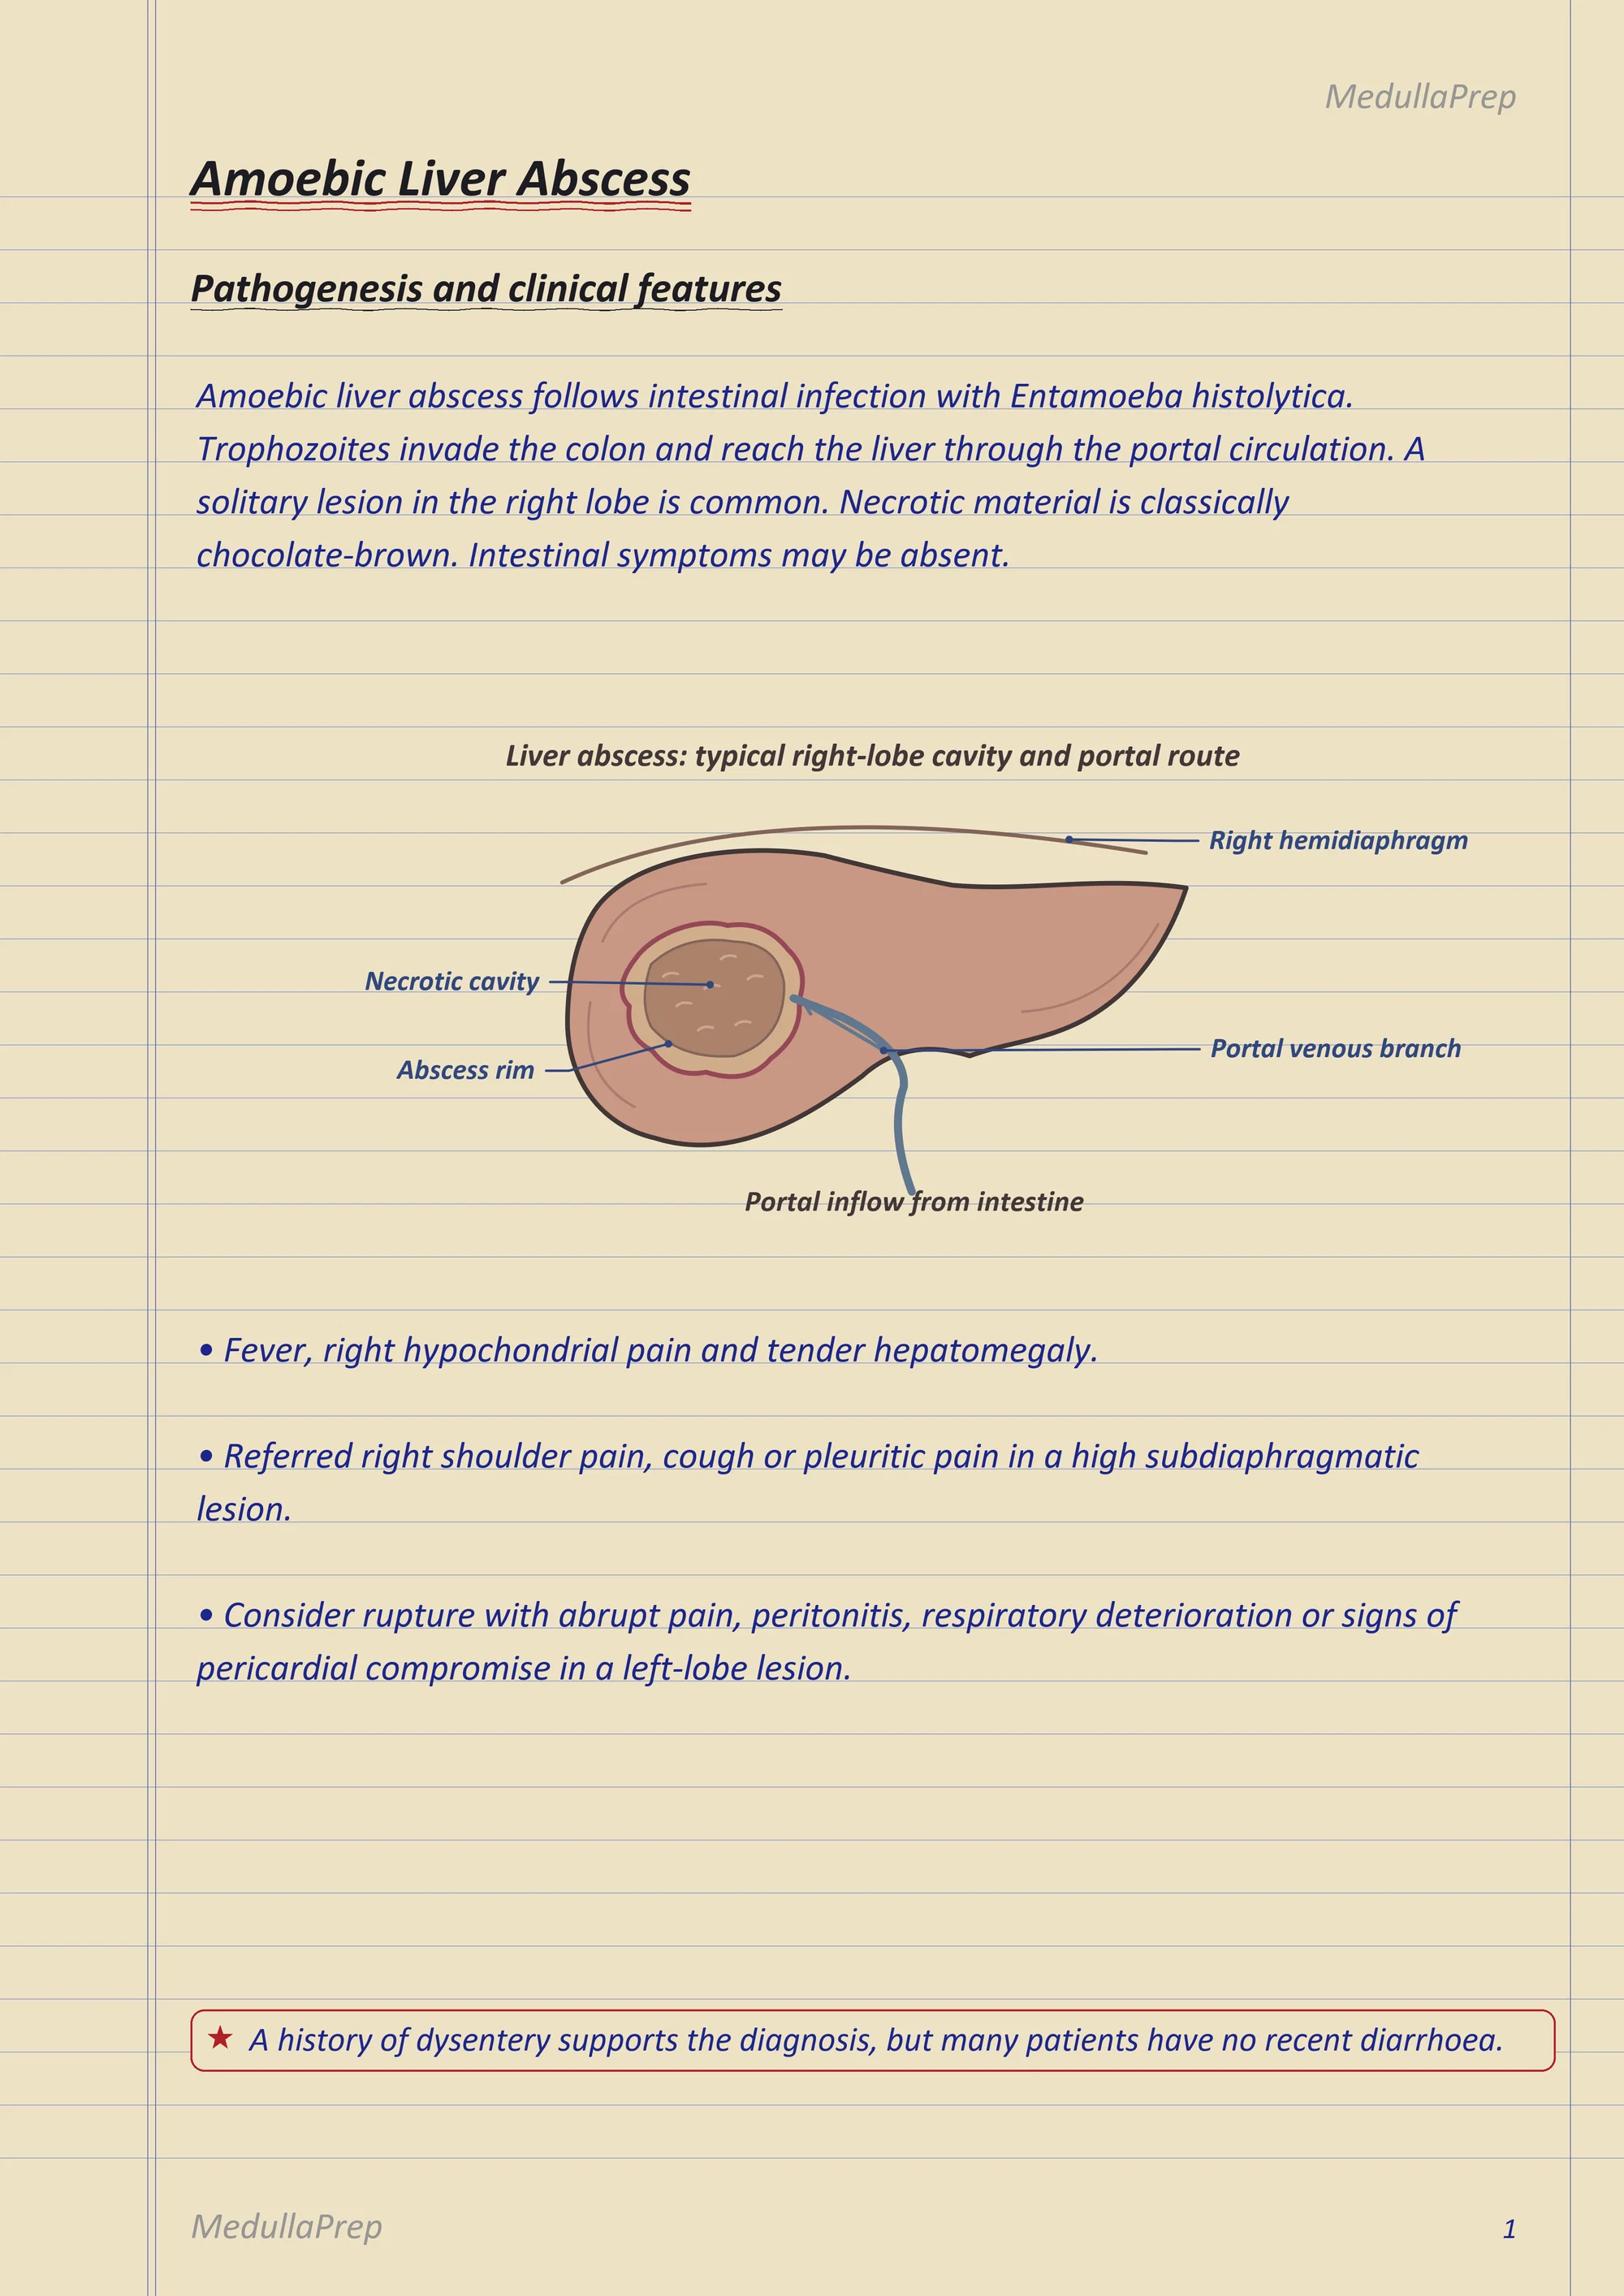 MedullaPrep
Amoebic Liver Abscess
Pathogenesis and clinical features
Amoebic liver abscess follows intestinal infection with Entamoeba histolytica.
Trophozoites invade the colon and reach the liver through the portal circulation. A
solitary lesion in the right lobe is common. Necrotic material is classically
chocolate-brown. Intestinal symptoms may be absent.
Liver abscess: typical right-lobe cavity and portal route
Right hemidiaphragm
Necrotic cavity
Portal venous branch
Abscess rim
Portal inflow from intestine
• Fever, right hypochondrial pain and tender hepatomegaly.
• Referred right shoulder pain, cough or pleuritic pain in a high subdiaphragmatic
lesion.
• Consider rupture with abrupt pain, peritonitis, respiratory deterioration or signs of
pericardial compromise in a left-lobe lesion.
★ A history of dysentery supports the diagnosis, but many patients have no recent diarrhoea.
MedullaPrep
1